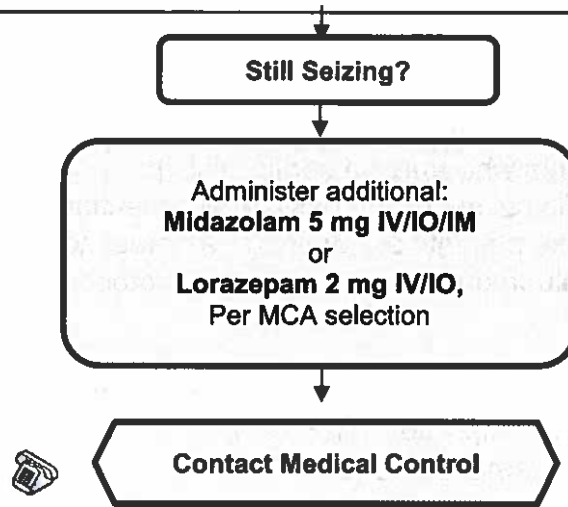 Still Seizing?
Administer additional:
Midazolam 5 mg IV/IO/IM
or
Lorazepam 2 mg IV/IO,
Per MCA selection
Contact Medical Control